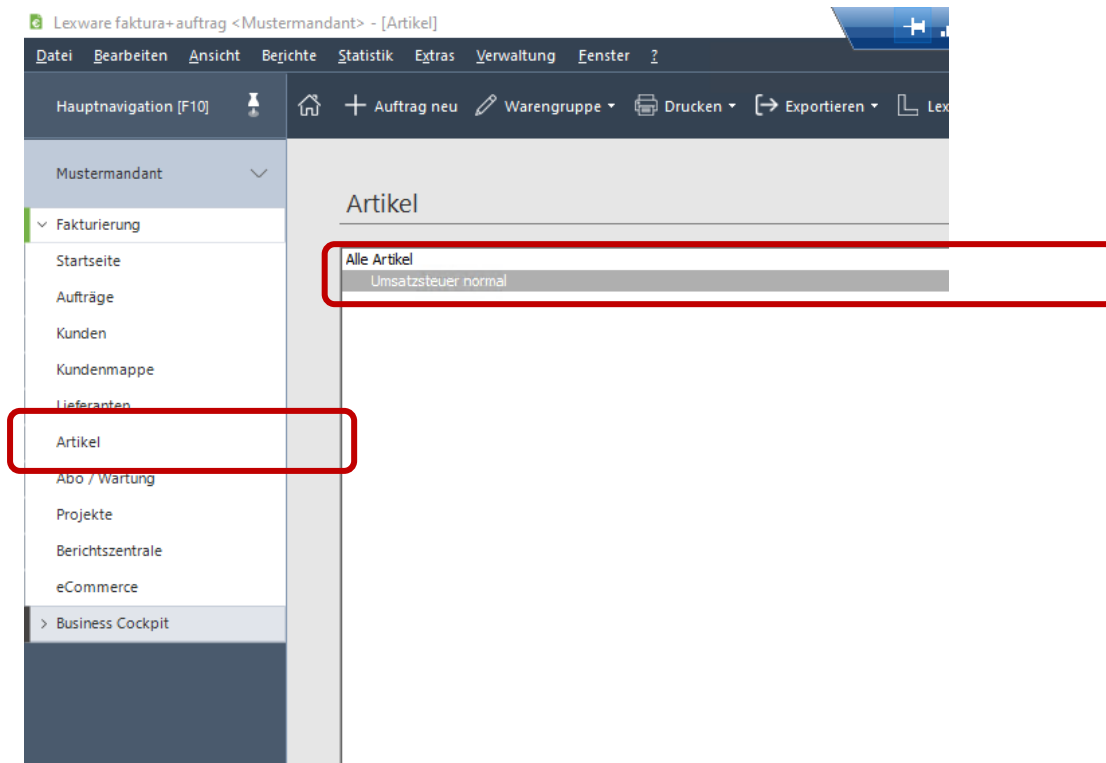 Lexware faktura+auftrag <Mustermandant> - [Artikel]
Datei Bearbeiten Ansicht Berichte Statistik Extras Verwaltung Fenster ?
Hauptnavigation [F10] Auftrag neu Warengruppe Drucken Exportieren Lex
Mustermandant
Artikel
Fakturierung
Startseite
Alle Artikel
Umsatzsteuer normal
Aufträge
Kunden
Kundenmappe
Lieferanten
Artikel
Abo / Wartung
Projekte
Berichtszentrale
eCommerce
Business Cockpit